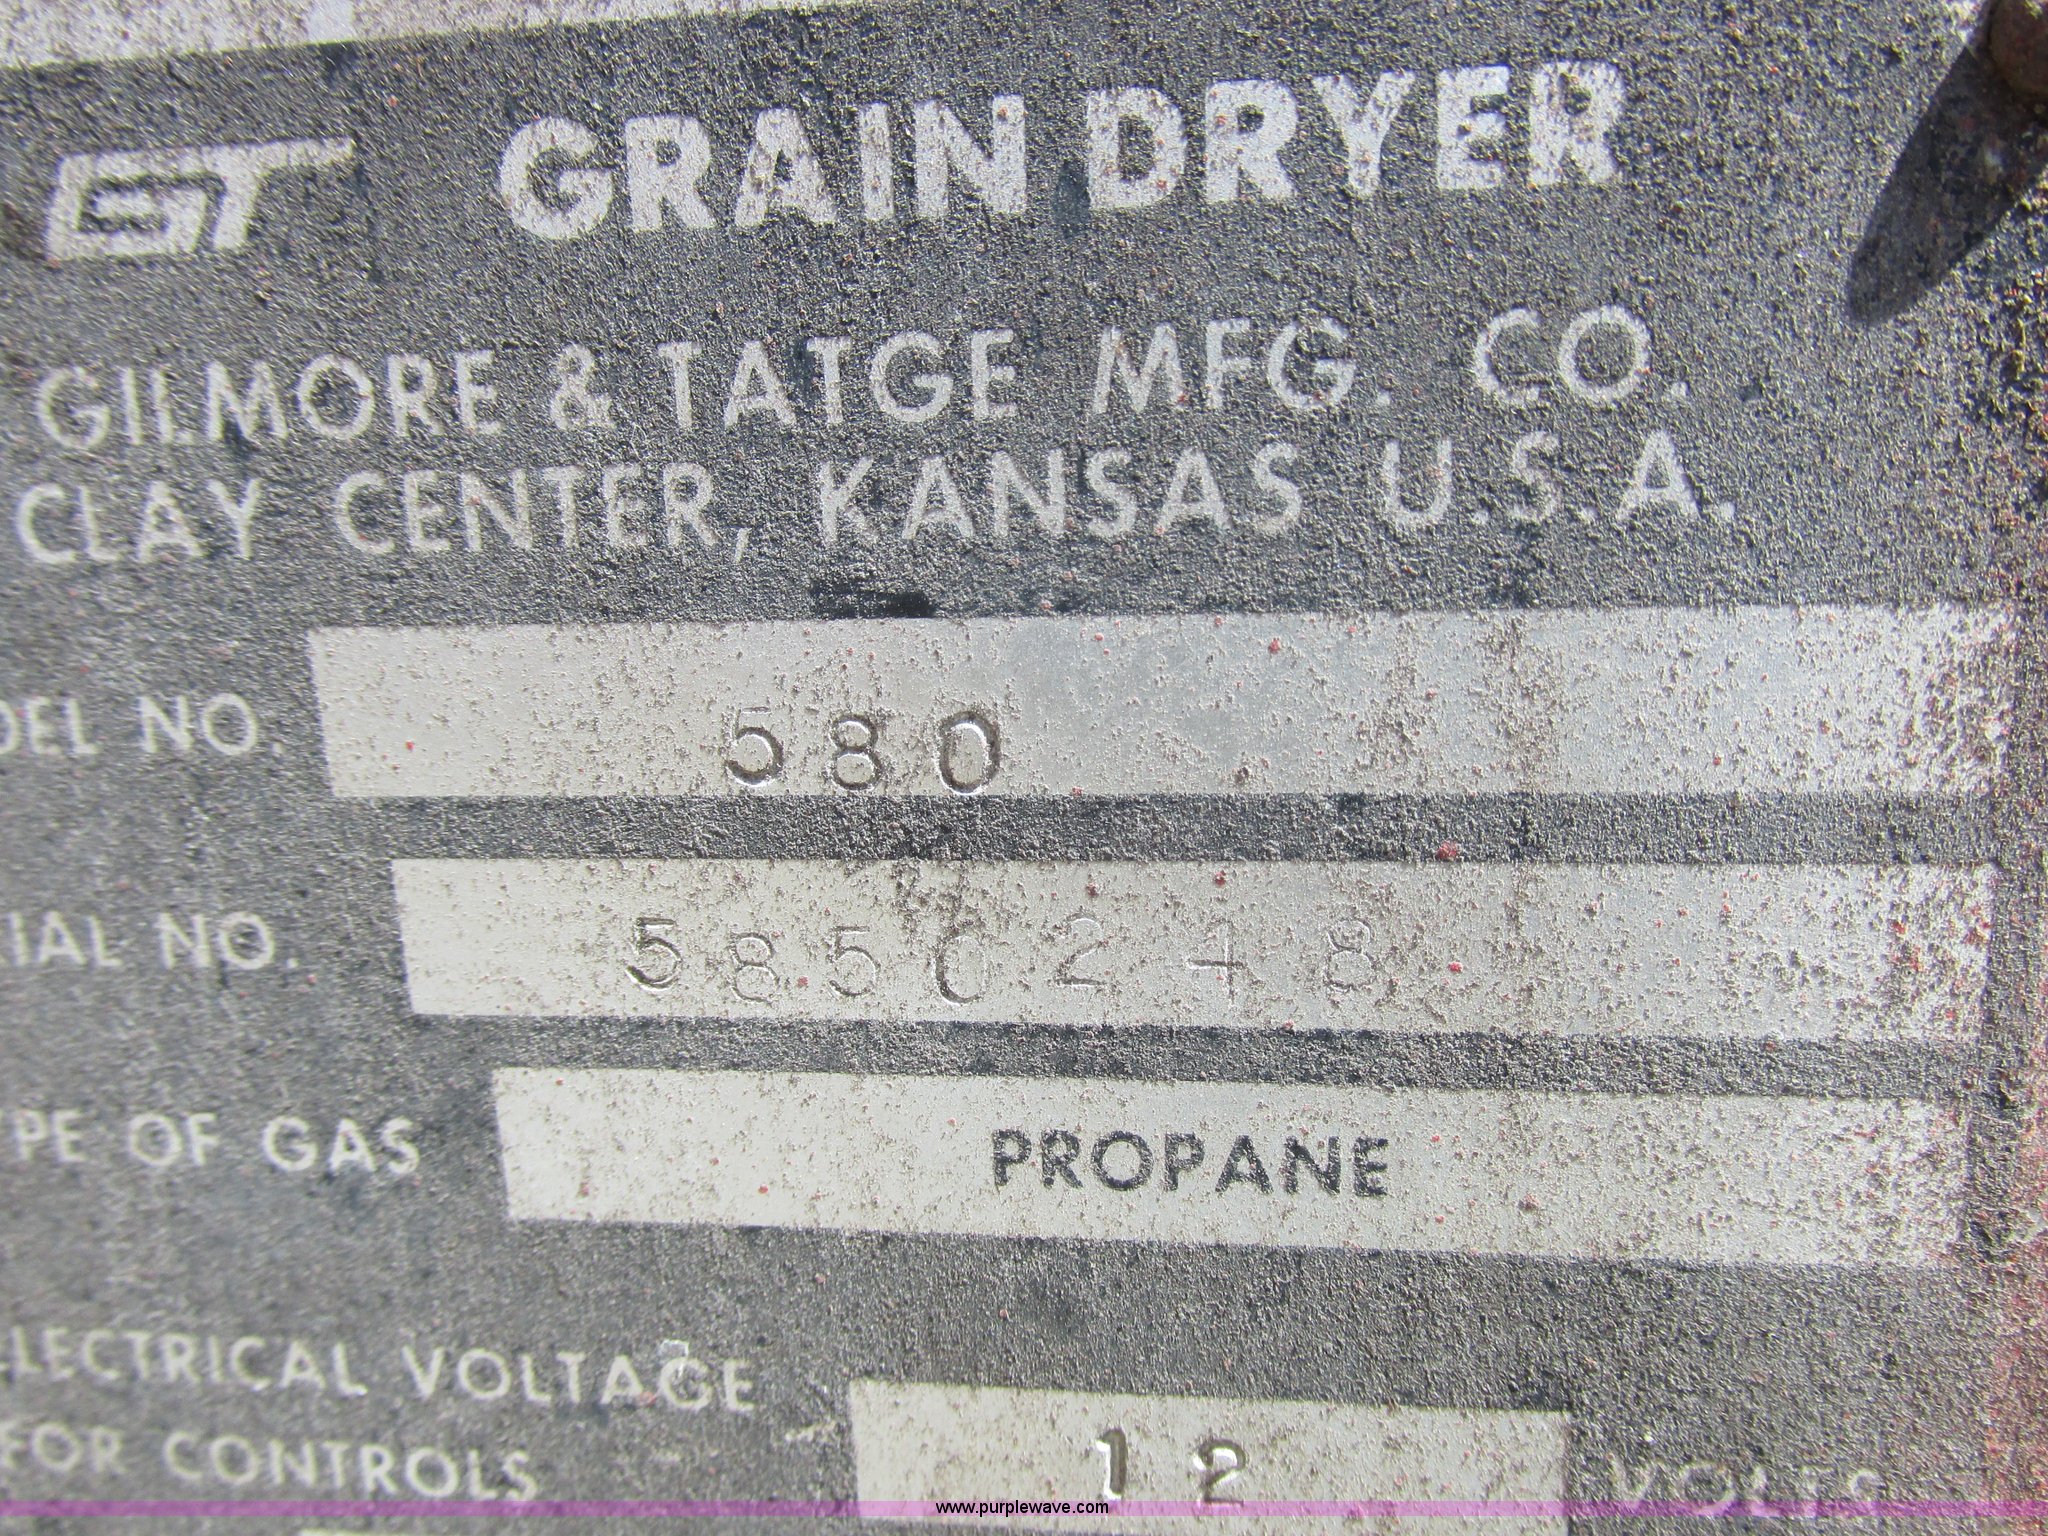 GT GRAIN DRYER
GILMORE & TATGE MFG. CO.
CLAY CENTER, KANSAS U.S.A.
DEL NO. 580
IAL NO. 5850248
PE OF GAS PROPANE
ELECTRICAL VOLTAGE
FOR CONTROLS 12 VOLTS
www.purplewave.com